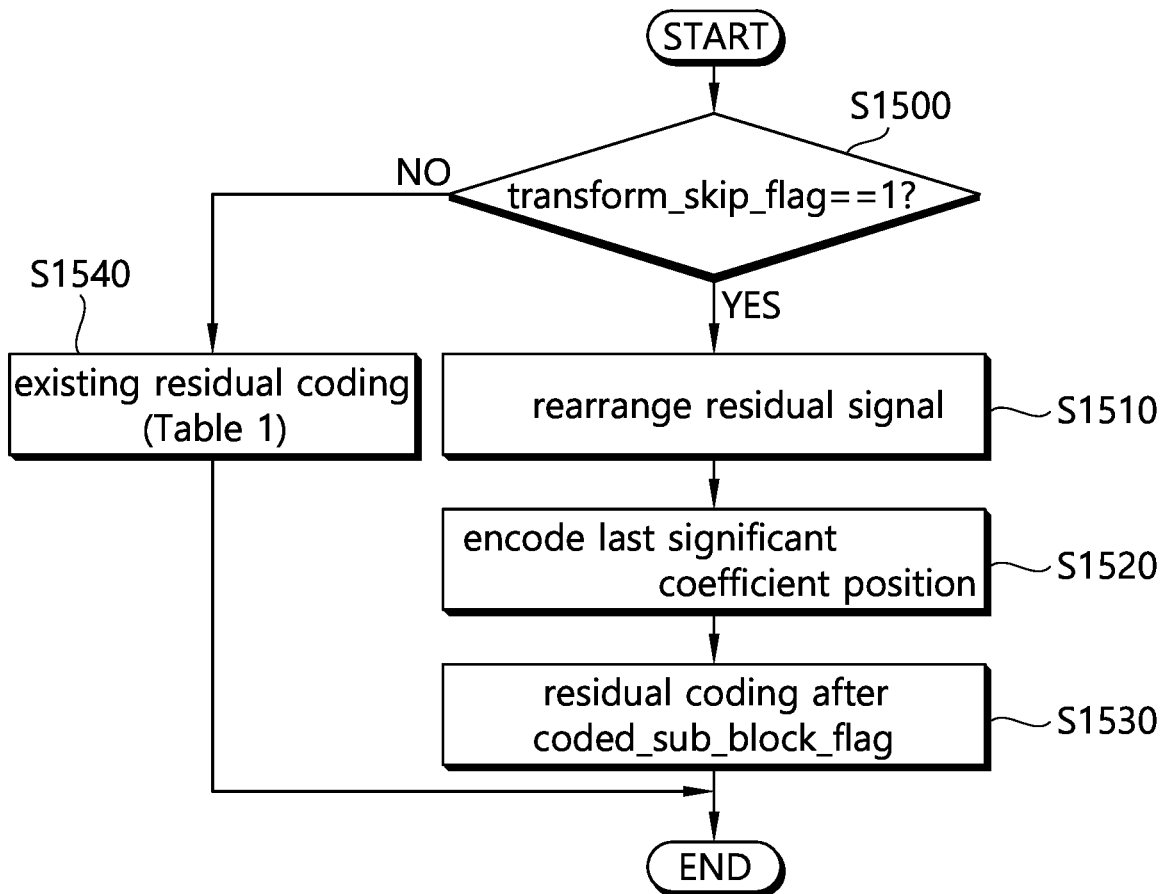 START
S1500
NO
transform_skip_flag==1?
S1540
YES
existing residual coding
(Table 1)
rearrange residual signal
S1510
encode last significant
coefficient position
S1520
residual coding after
coded_sub_block_flag
S1530
END